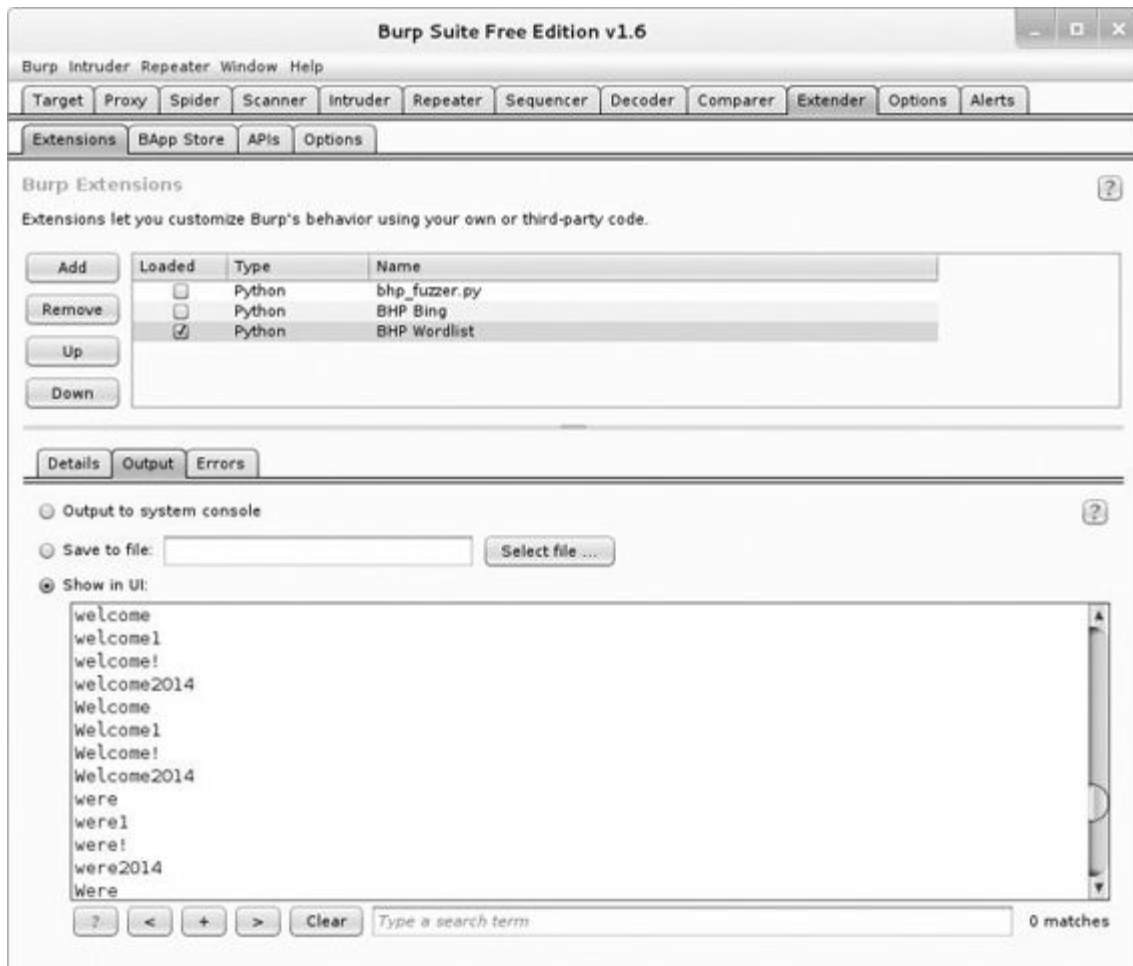 Burp Suite Free Edition v1.6
Burp Intruder Repeater Window Help
Target Proxy Spider Scanner Intruder Repeater Sequencer Decoder Comparer Extender Options Alerts
Extensions BApp Store APIs Options
Burp Extensions
?
Extensions let you customize Burp's behavior using your own or third-party code.
Add
Remove
Up
Down
Loaded Type Name
Python bhp_fuzzer.py
Python BHP Bing
Python BHP Wordlist
Details Output Errors
Output to system console
?
Save to file:
Select file ...
Show in UI:
welcome
welcome1
welcome!
welcome2014
Welcome
Welcome1
Welcome!
Welcome2014
were
were1
were!
were2014
Were
? < + > Clear Type a search term 0 matches